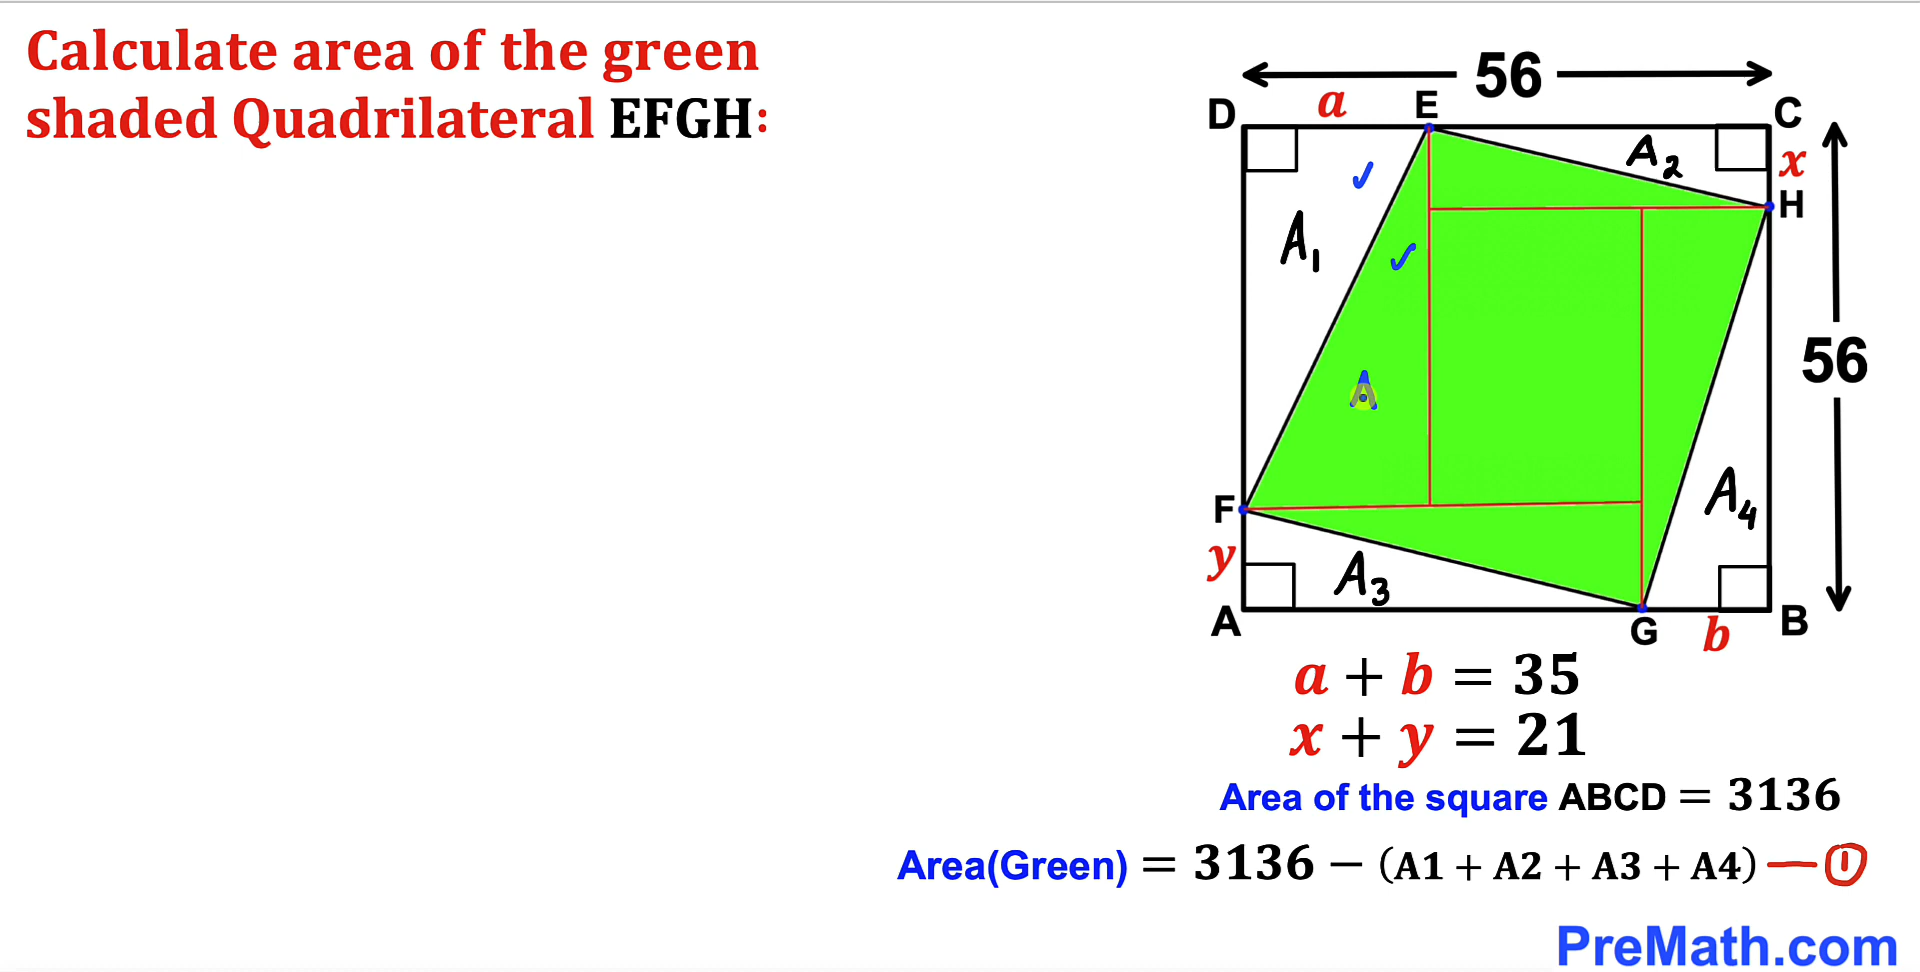 Calculate area of the green
shaded Quadrilateral EFGH:
56
D a E C
A2 x
H
A1
56
A
F
A4
y
A3
A G b B
a + b = 35
x + y = 21
Area of the square ABCD = 3136
Area(Green) = 3136 − (A1 + A2 + A3 + A4) — ①
PreMath.com